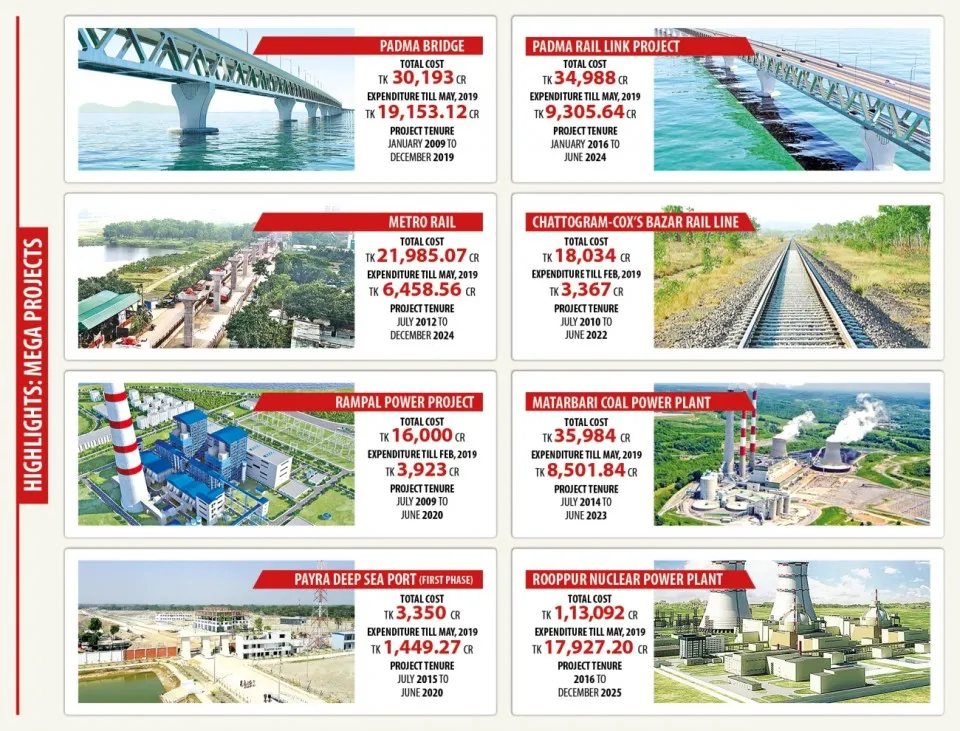 HIGHLIGHTS: MEGA PROJECTS
PADMA BRIDGE
TOTAL COST
TK 30,193 CR
EXPENDITURE TILL MAY, 2019
TK 19,153.12 CR
PROJECT TENURE
JANUARY 2009 TO
DECEMBER 2019
PADMA RAIL LINK PROJECT
TOTAL COST
TK 34,988 CR
EXPENDITURE TILL MAY, 2019
TK 9,305.64 CR
PROJECT TENURE
JANUARY 2016 TO
JUNE 2024
METRO RAIL
TOTAL COST
TK 21,985.07 CR
EXPENDITURE TILL MAY, 2019
TK 6,458.56 CR
PROJECT TENURE
JULY 2012 TO
DECEMBER 2024
CHATTOGRAM-COX'S BAZAR RAIL LINE
TOTAL COST
TK 18,034 CR
EXPENDITURE TILL FEB, 2019
TK 3,367 CR
PROJECT TENURE
JULY 2010 TO
JUNE 2022
RAMPAL POWER PROJECT
TOTAL COST
TK 16,000 CR
EXPENDITURE TILL FEB, 2019
TK 3,923 CR
PROJECT TENURE
JULY 2009 TO
JUNE 2020
MATARBARI COAL POWER PLANT
TOTAL COST
TK 35,984 CR
EXPENDITURE TILL MAY, 2019
TK 8,501.84 CR
PROJECT TENURE
JULY 2014 TO
JUNE 2023
PAYRA DEEP SEA PORT (FIRST PHASE)
TOTAL COST
TK 3,350 CR
EXPENDITURE TILL MAY, 2019
TK 1,449.27 CR
PROJECT TENURE
JULY 2015 TO
JUNE 2020
ROOPPUR NUCLEAR POWER PLANT
TOTAL COST
TK 1,13,092 CR
EXPENDITURE TILL MAY, 2019
TK 17,927.20 CR
PROJECT TENURE
2016 TO
DECEMBER 2025